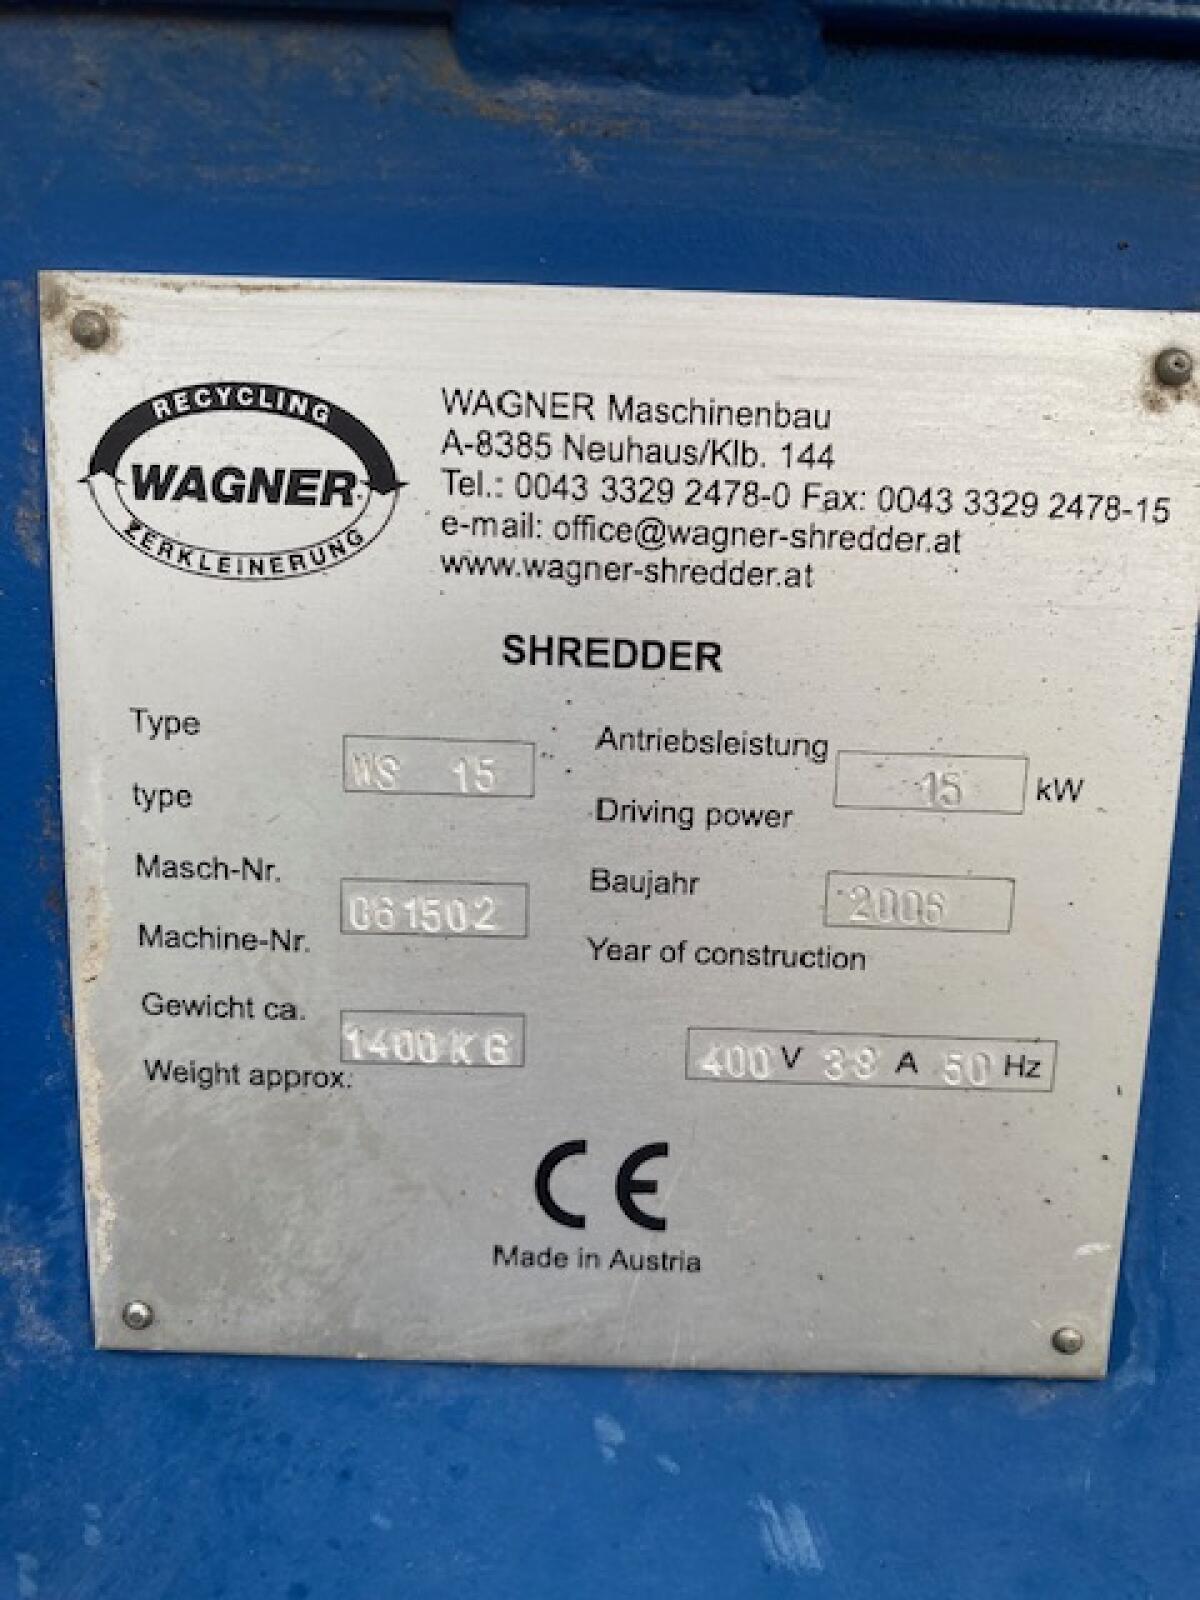 RECYCLING
WAGNER
ZERKLEINERUNG
WAGNER Maschinenbau
A-8385 Neuhaus/Klb. 144
Tel.: 0043 3329 2478-0 Fax: 0043 3329 2478-15
e-mail: office@wagner-shredder.at
www.wagner-shredder.at
SHREDDER
Type
type
WS 15
Antriebsleistung
Driving power
15 kW
Masch-Nr.
Machine-Nr.
061502
Baujahr
Year of construction
2006
Gewicht ca.
Weight approx.:
1400KG
400 V 38 A 50 Hz
CE
Made in Austria